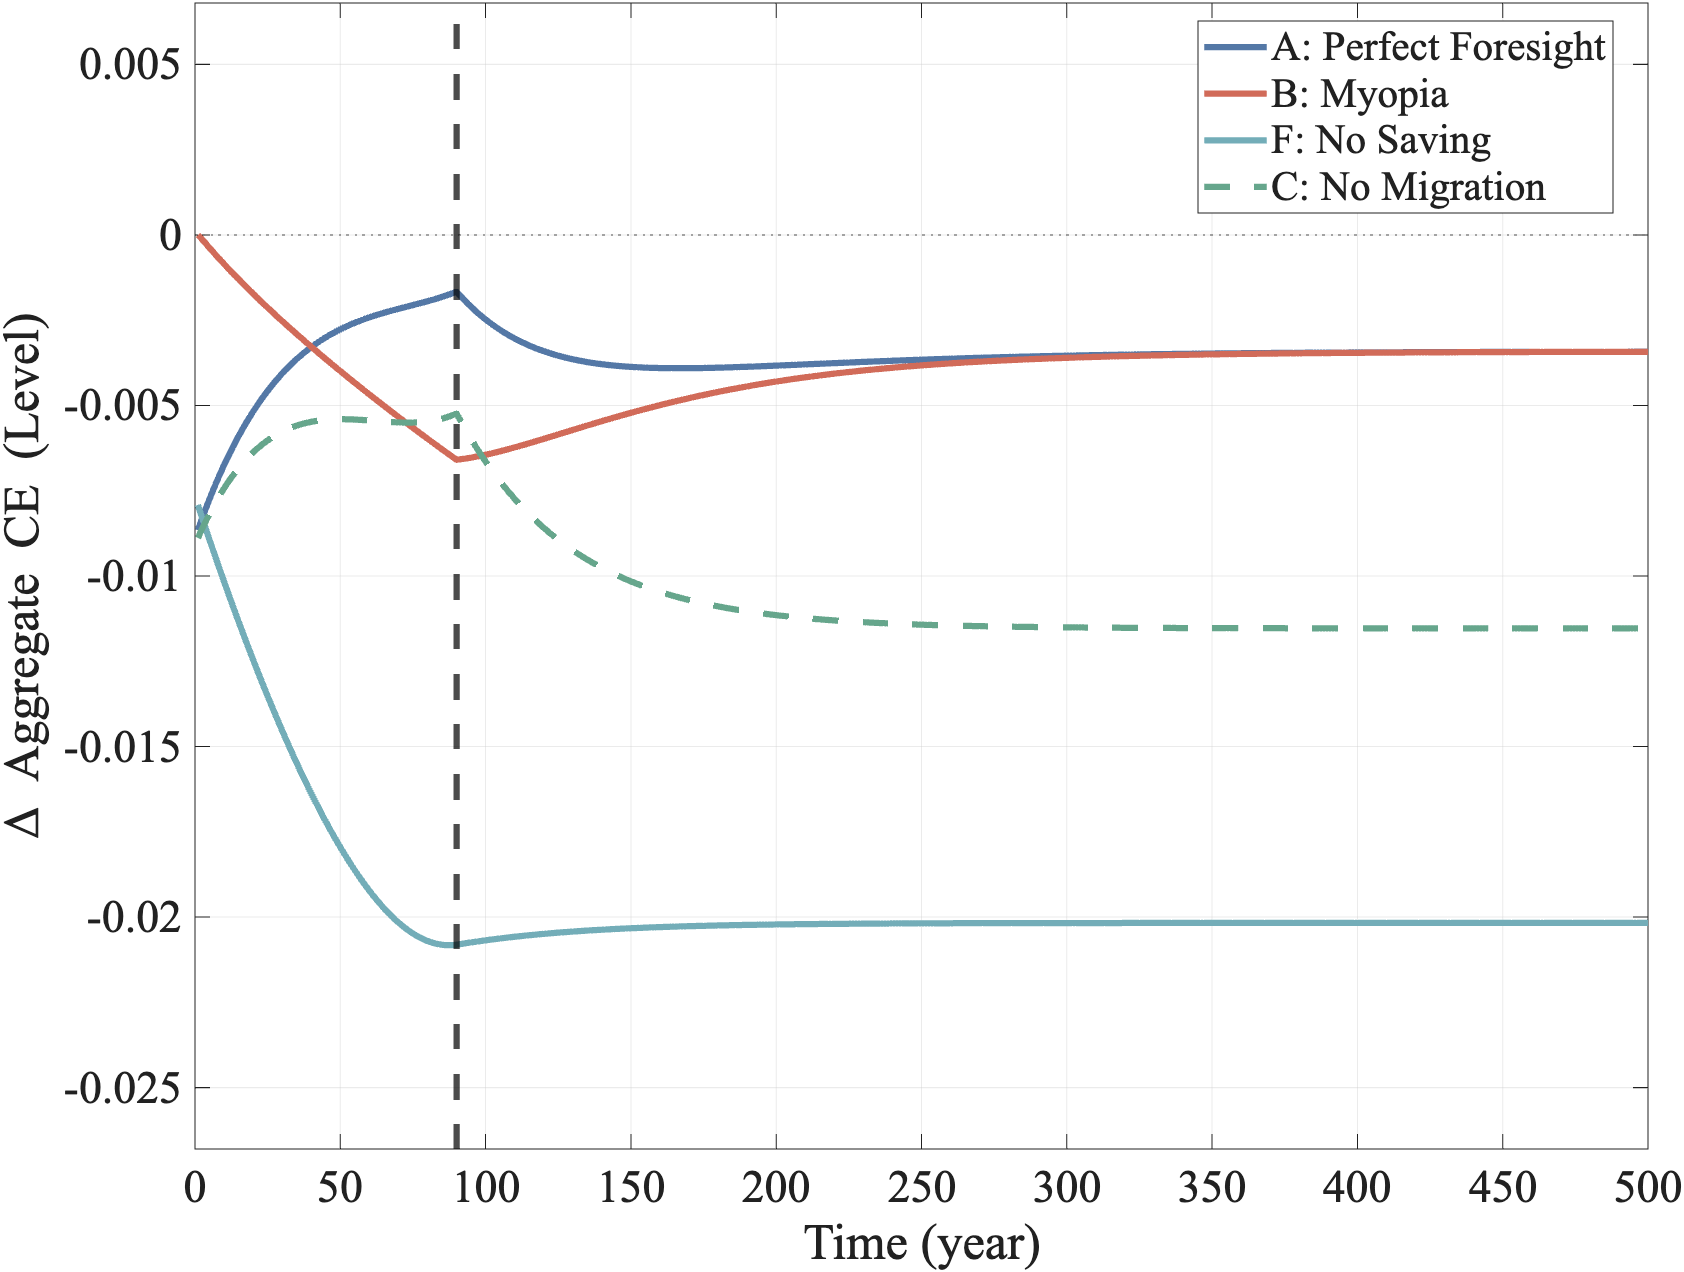 A: Perfect Foresight
B: Myopia
F: No Saving
C: No Migration
0.005
0
-0.005
-0.01
-0.015
-0.02
-0.025
Δ Aggregate CE (Level)
0 50 100 150 200 250 300 350 400 450 500
Time (year)